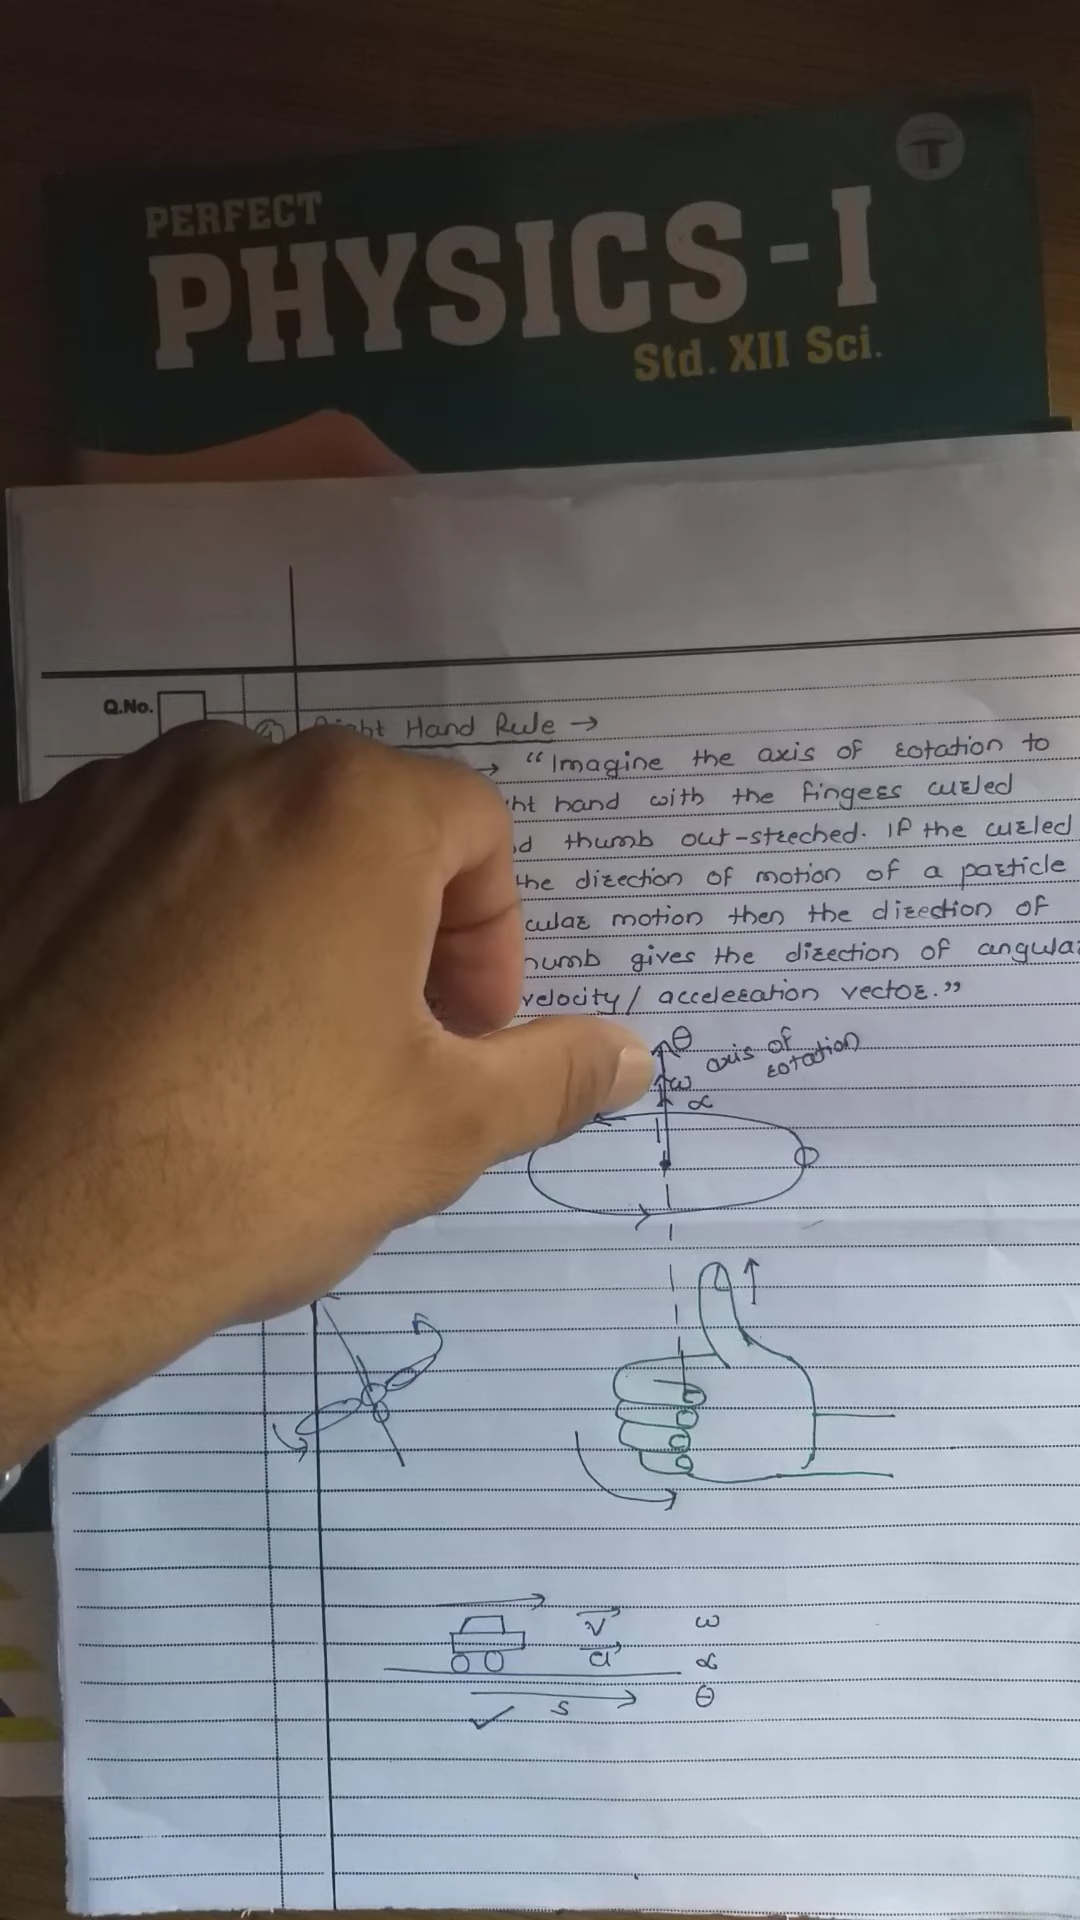 PERFECT
PHYSICS-I
Std. XII Sci.
T
Q.No.
Hand Rule →
→ "Imagine the axis of rotation to
hand with the fingers curled
thumb out-streched. If the curled
the direction of motion of a particle
motion then the direction of
gives the direction of angular
velocity / acceleration vector."
θ
axis of rotation
ω
α
v ω
a α
s θ